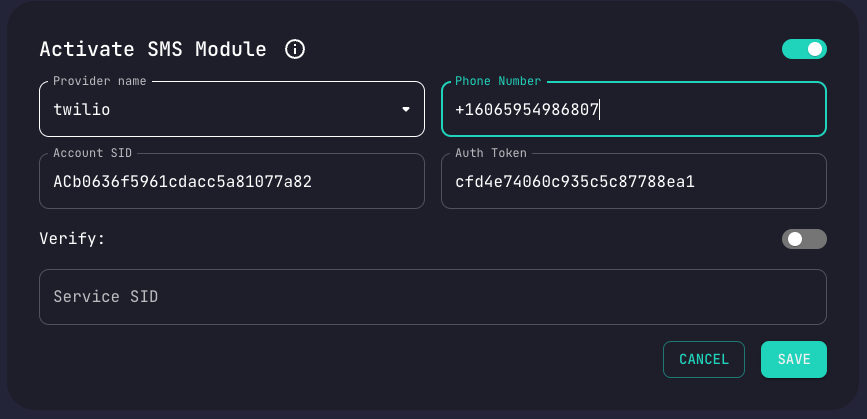 Activate SMS Module
Provider name
twilio
Phone Number
+16065954986807
Account SID
ACb0636f5961cdacc5a81077a82
Auth Token
cfd4e74060c935c5c87788ea1
Verify:
Service SID
CANCEL
SAVE